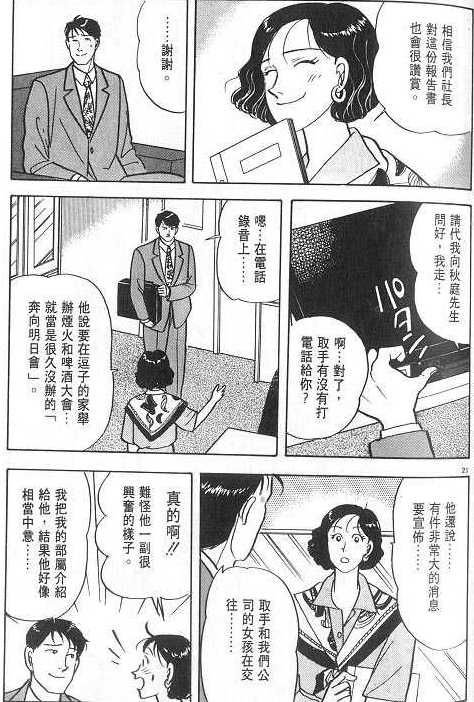 相信我們社長
對這份報告書
也會很讚賞。
……謝謝。
請代我向秋庭先生
問好，我走…
パタン
啊…對了，
取手有沒有打
電話給你？
嗯…在電話
錄音上……
他說要在逗子的家舉
辦煙火和啤酒大會…
就當是很久沒辦的「
奔向明日會」。
21
他還說……
有件非常大的消息
要宣佈……
取手和我們公
司的女孩在交
往……
真的啊!!
難怪他一副很
興奮的樣子。
我把我的部屬介紹
給他，結果他好像
相當中意……